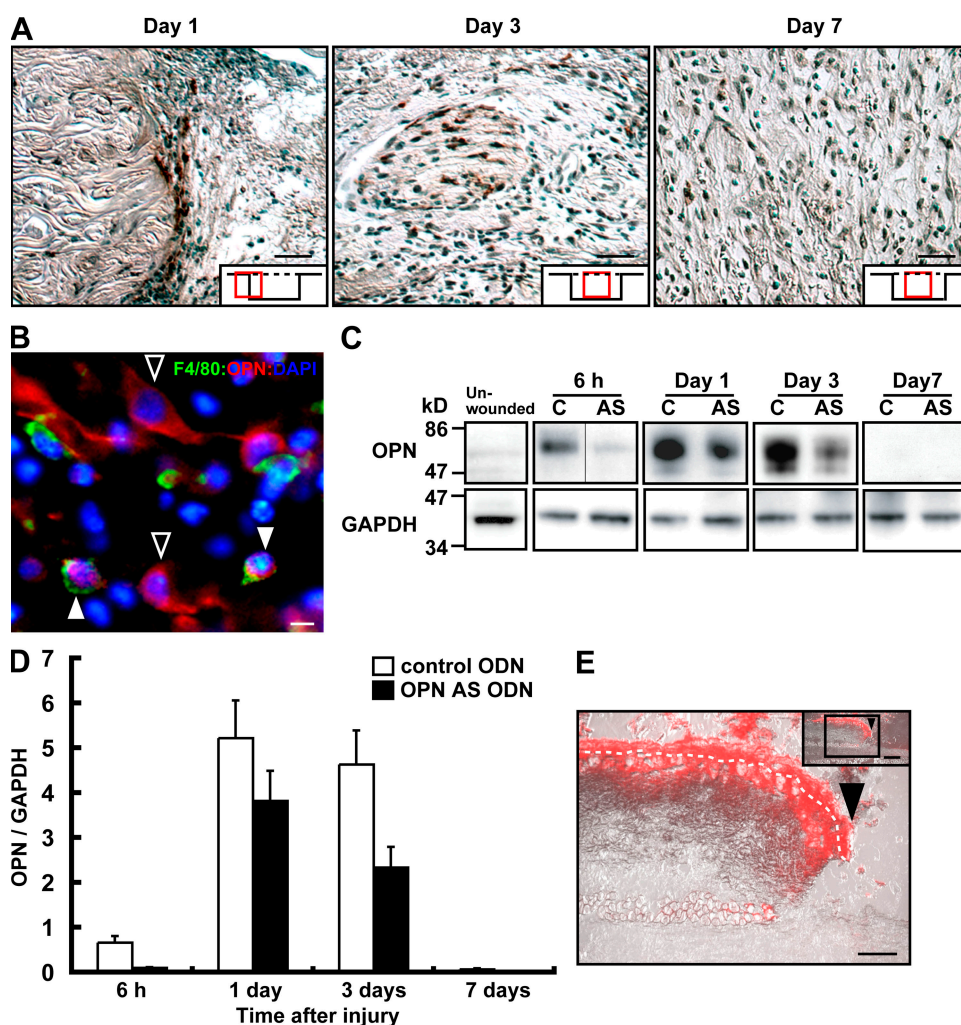 A
Day 1 Day 3 Day 7
B
F4/80:OPN:DAPI
C
kD
Un-
wounded
6 h Day 1 Day 3 Day7
C AS C AS C AS C AS
86
OPN
47
47
GAPDH
34
D
7
6
5
4
3
2
1
0
OPN / GAPDH
control ODN
OPN AS ODN
6 h 1 day 3 days 7 days
Time after injury
E